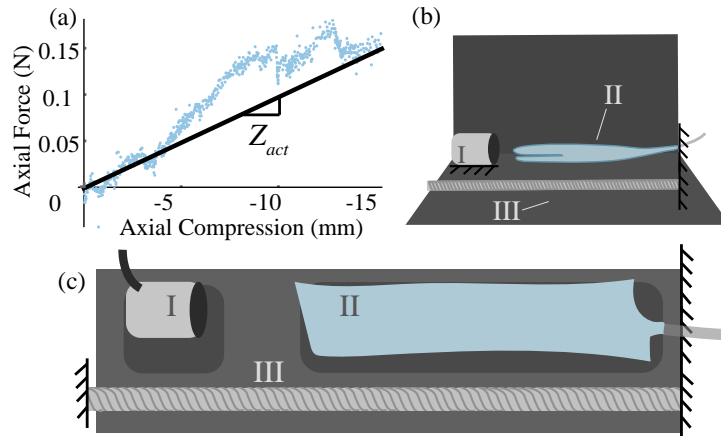 (a)
0.15
0.1
0.05
0
Axial Force (N)
Z_act
-5
-10
-15
Axial Compression (mm)
(b)
I
II
III
(c)
I
II
III